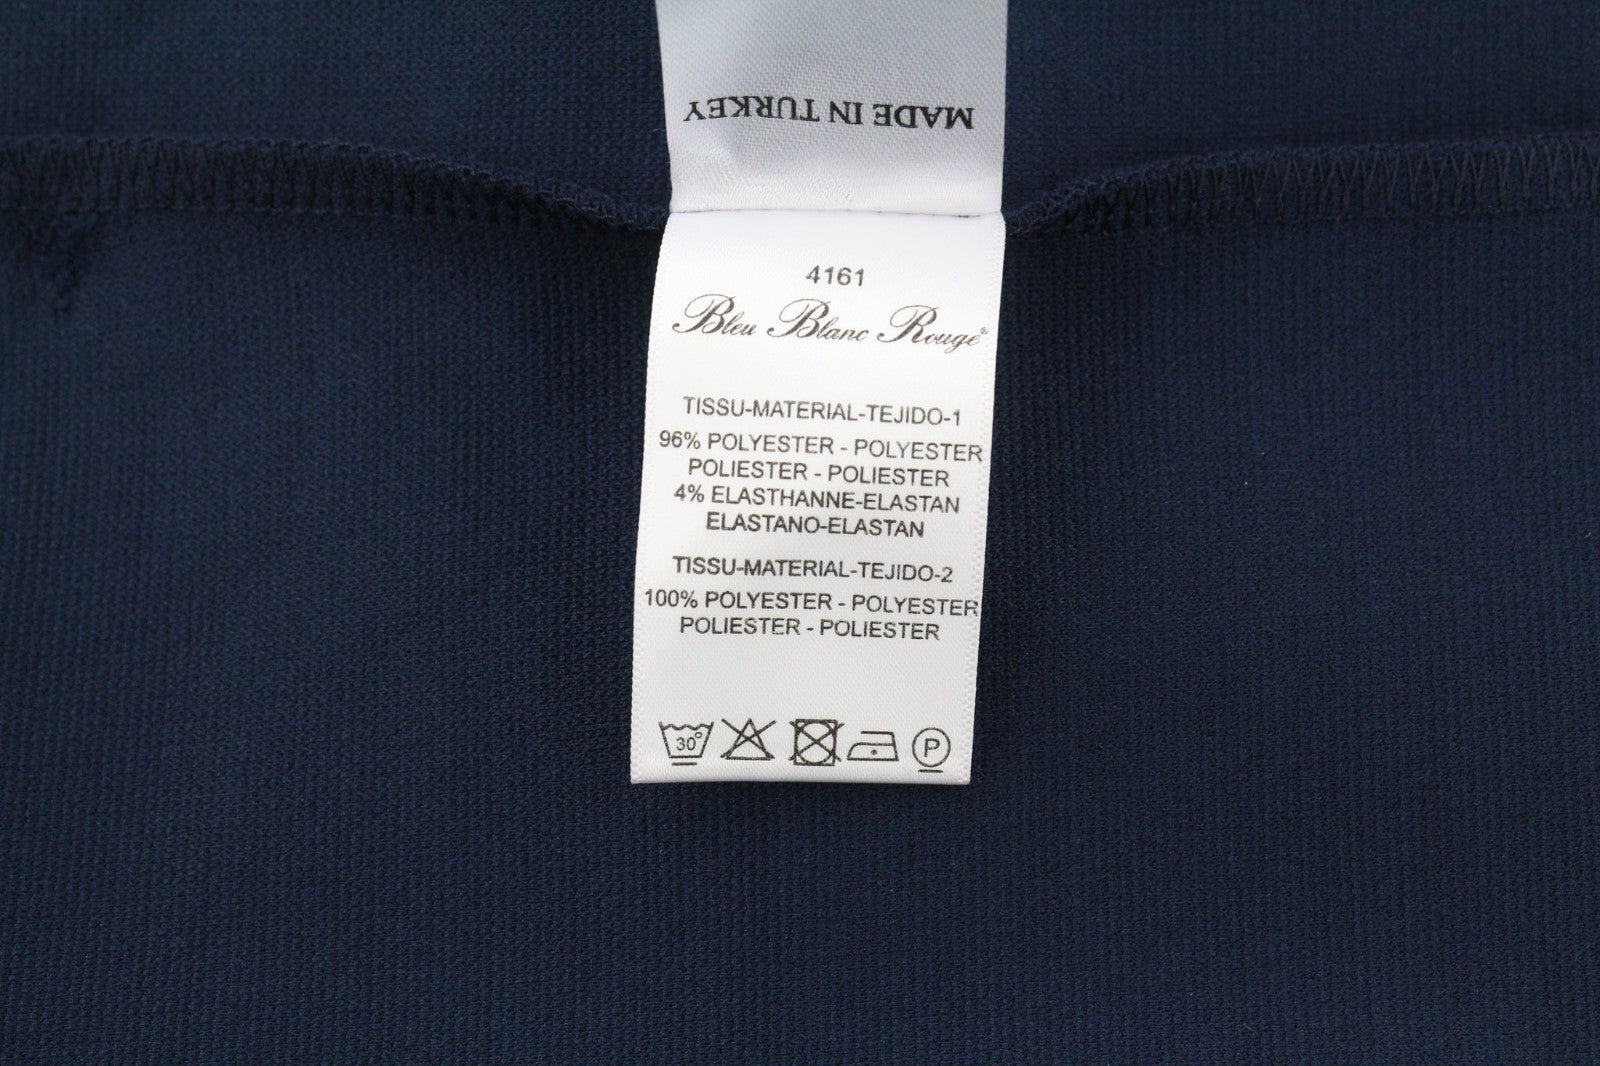 MADE IN TURKEY
4161
Bleu Blanc Rouge®
TISSU-MATERIAL-TEJIDO-1
96% POLYESTER - POLYESTER
POLIESTER - POLIESTER
4% ELASTHANNE-ELASTAN
ELASTANO-ELASTAN
TISSU-MATERIAL-TEJIDO-2
100% POLYESTER - POLYESTER
POLIESTER - POLIESTER
30° P